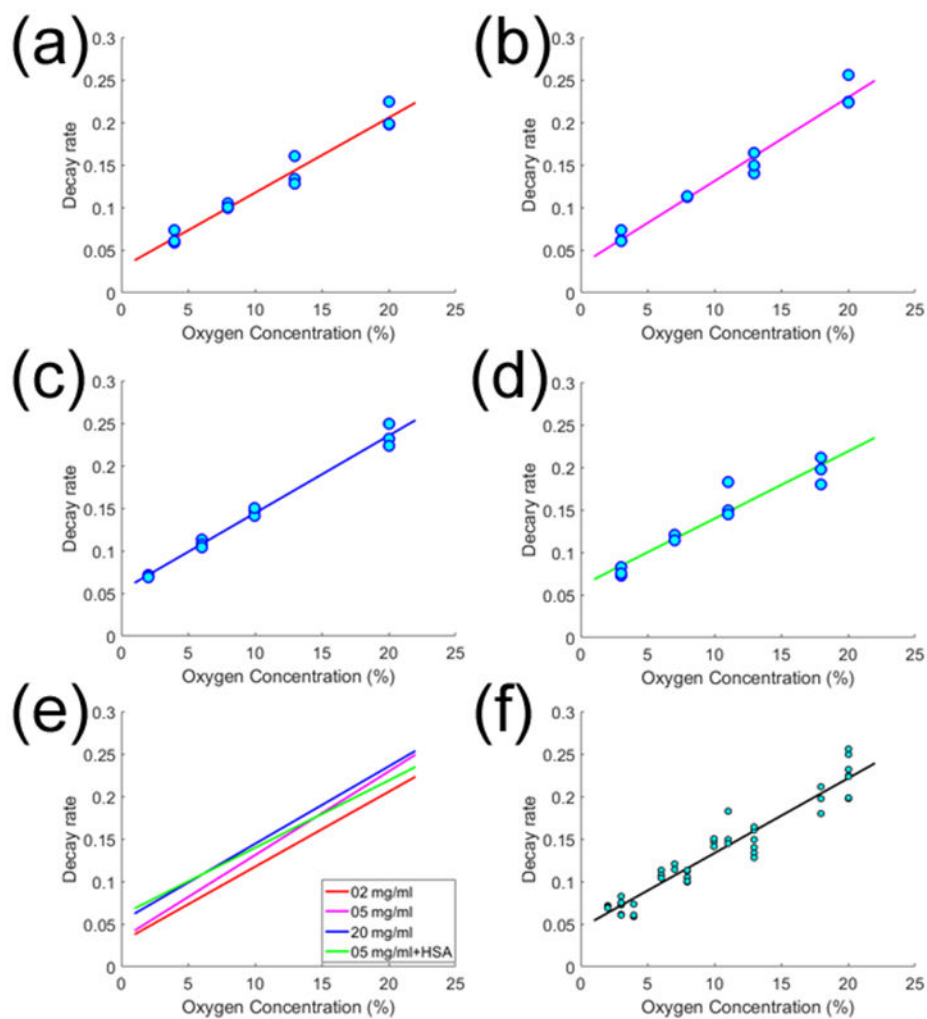 (a)
0.3
0.25
0.2
0.15
0.1
0.05
0
Decay rate
0 5 10 15 20 25
Oxygen Concentration (%)
(b)
0.3
0.25
0.2
0.15
0.1
0.05
0
Decary rate
0 5 10 15 20 25
Oxygen Concentration (%)
(c)
0.3
0.25
0.2
0.15
0.1
0.05
0
Decay rate
0 5 10 15 20 25
Oxygen Concentration (%)
(d)
0.3
0.25
0.2
0.15
0.1
0.05
0
Decary rate
0 5 10 15 20 25
Oxygen Concentration (%)
(e)
0.3
0.25
0.2
0.15
0.1
0.05
0
Decay rate
02 mg/ml
05 mg/ml
20 mg/ml
05 mg/ml+HSA
0 5 10 15 20 25
Oxygen Concentration (%)
(f)
0.3
0.25
0.2
0.15
0.1
0.05
0
Decay rate
0 5 10 15 20 25
Oxygen Concentration (%)